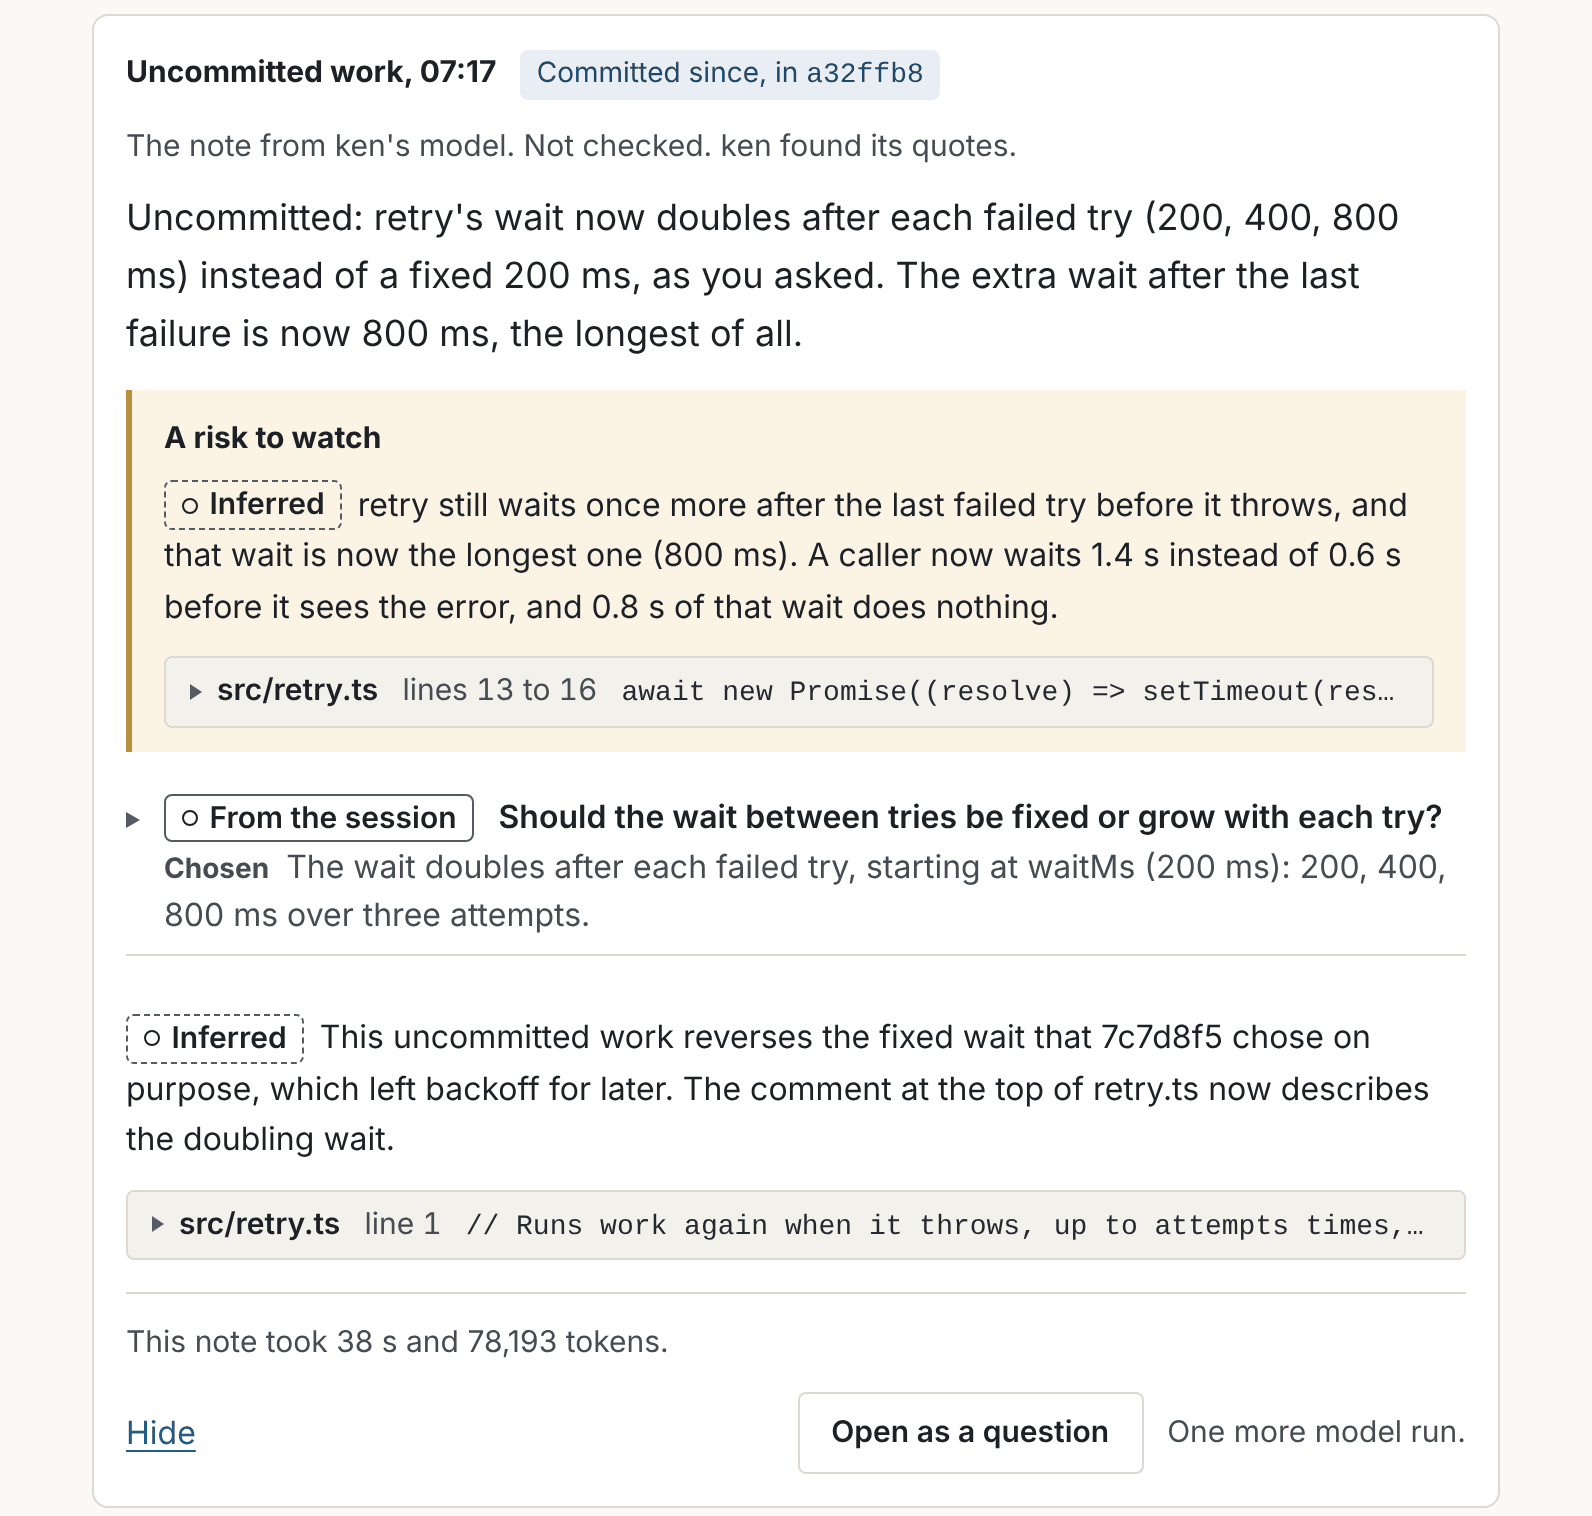 Uncommitted work, 07:17 Committed since, in a32ffb8
The note from ken's model. Not checked. ken found its quotes.
Uncommitted: retry's wait now doubles after each failed try (200, 400, 800
ms) instead of a fixed 200 ms, as you asked. The extra wait after the last
failure is now 800 ms, the longest of all.
A risk to watch
Inferred retry still waits once more after the last failed try before it throws, and
that wait is now the longest one (800 ms). A caller now waits 1.4 s instead of 0.6 s
before it sees the error, and 0.8 s of that wait does nothing.
src/retry.ts lines 13 to 16 await new Promise((resolve) => setTimeout(res…
From the session Should the wait between tries be fixed or grow with each try?
Chosen The wait doubles after each failed try, starting at waitMs (200 ms): 200, 400,
800 ms over three attempts.
Inferred This uncommitted work reverses the fixed wait that 7c7d8f5 chose on
purpose, which left backoff for later. The comment at the top of retry.ts now describes
the doubling wait.
src/retry.ts line 1 // Runs work again when it throws, up to attempts times,…
This note took 38 s and 78,193 tokens.
Hide Open as a question One more model run.